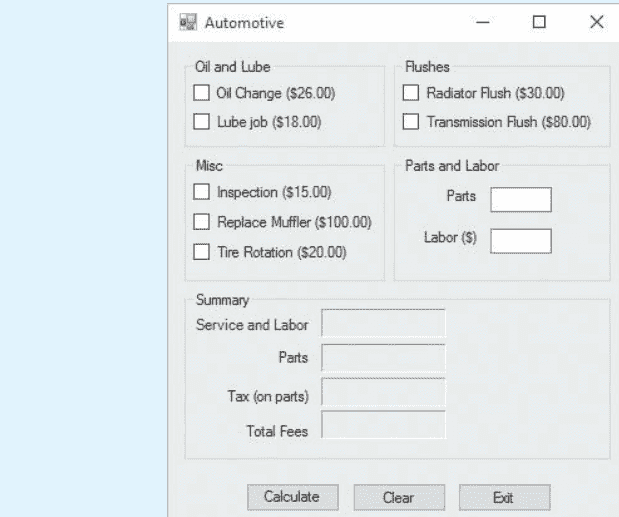 Automotive
Oil and Lube
Oil Change ($26.00)
Lube job ($18.00)
Flushes
Radiator Flush ($30.00)
Transmission Flush ($80.00)
Misc
Inspection ($15.00)
Replace Muffler ($100.00)
Tire Rotation ($20.00)
Parts and Labor
Parts
Labor ($)
Summary
Service and Labor
Parts
Tax (on parts)
Total Fees
Calculate Clear Exit